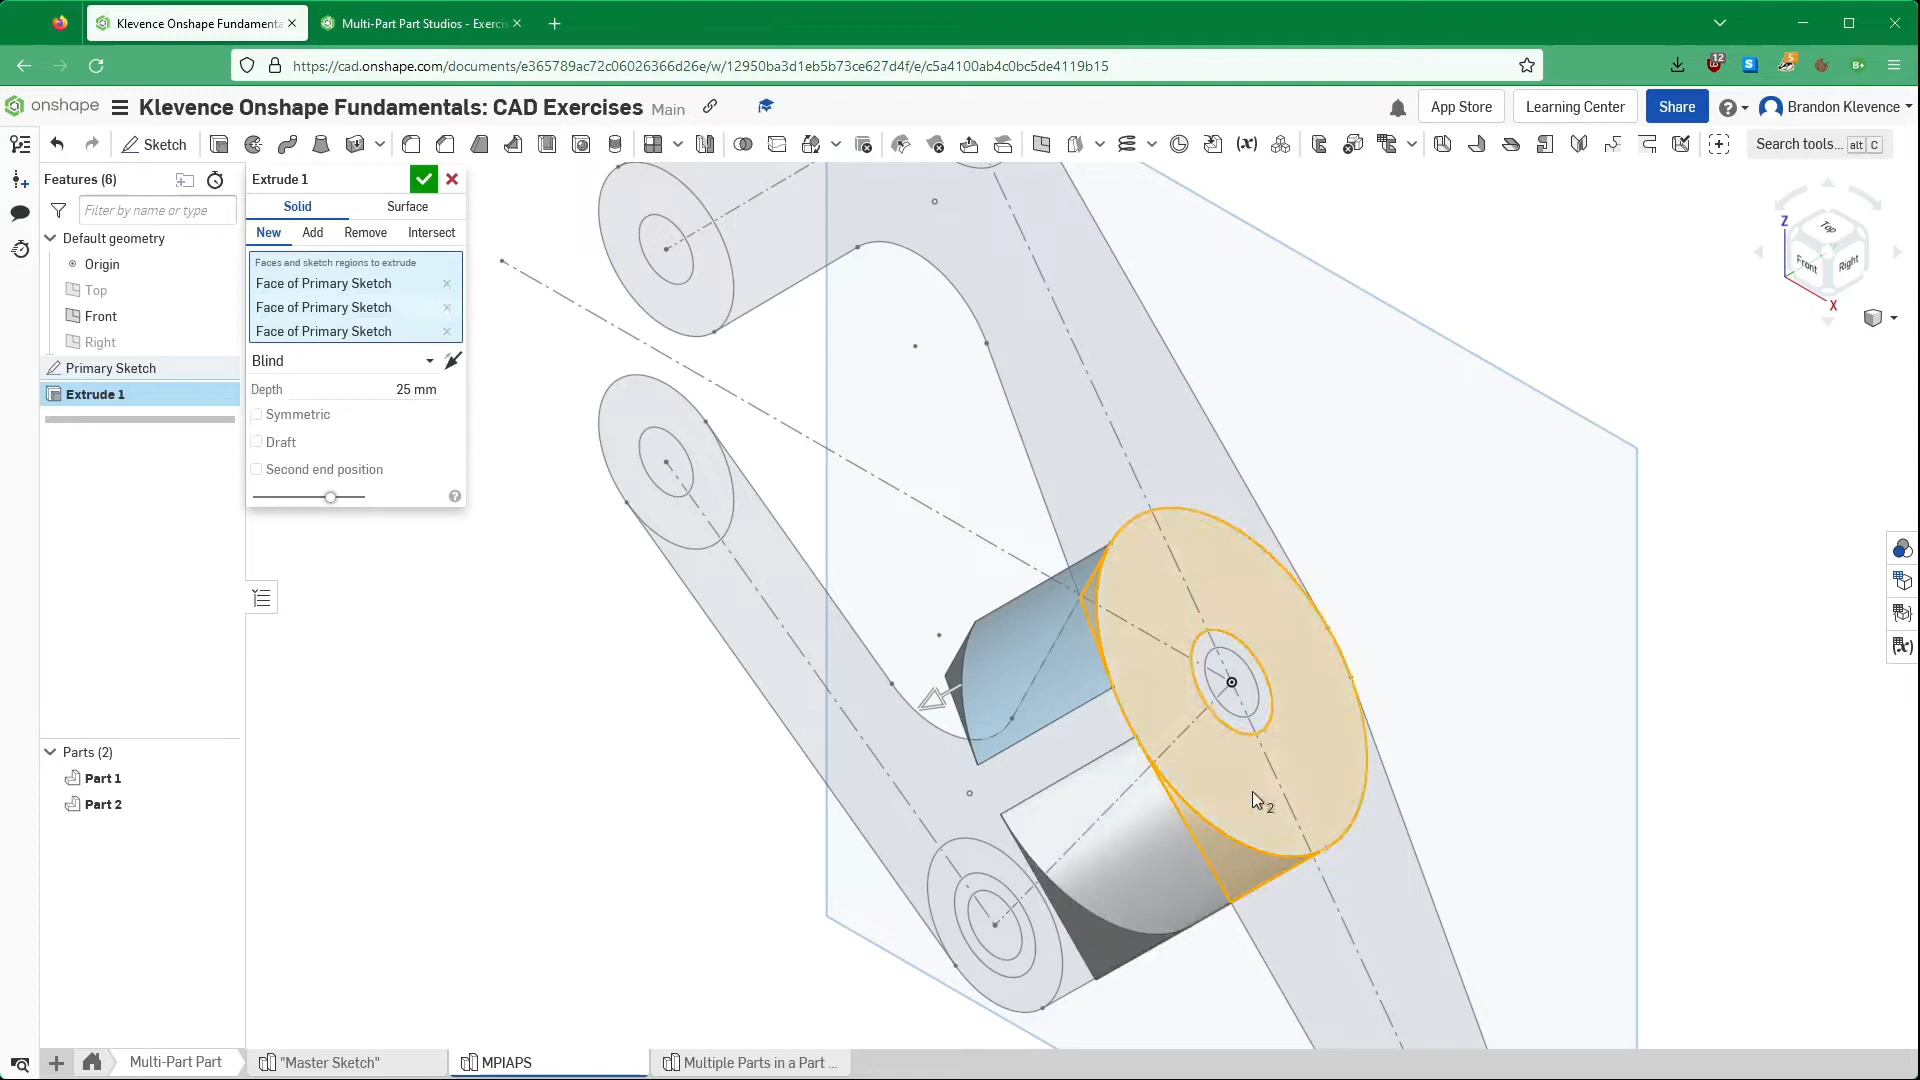 Klevence Onshape Fundamenta
Multi-Part Part Studios - Exerci
https://cad.onshape.com/documents/e365789ac72c06026366d26e/w/12950ba3d1eb5b73ce627d4f/e/c5a4100ab4c0bc5de4119b15
12
5
B+
onshape
Klevence Onshape Fundamentals: CAD Exercises
Main
App Store
Learning Center
Share
Brandon Klevence
Sketch
Search tools...
alt
C
Features (6)
Filter by name or type
Default geometry
Origin
Top
Front
Right
Primary Sketch
Extrude 1
Extrude 1
Solid
Surface
New
Add
Remove
Intersect
Faces and sketch regions to extrude
Face of Primary Sketch
Face of Primary Sketch
Face of Primary Sketch
Blind
Depth
25 mm
Symmetric
Draft
Second end position
Z
Top
Front
Right
X
2
Parts (2)
Part 1
Part 2
Multi-Part Part
"Master Sketch"
MPIAPS
Multiple Parts in a Part ...